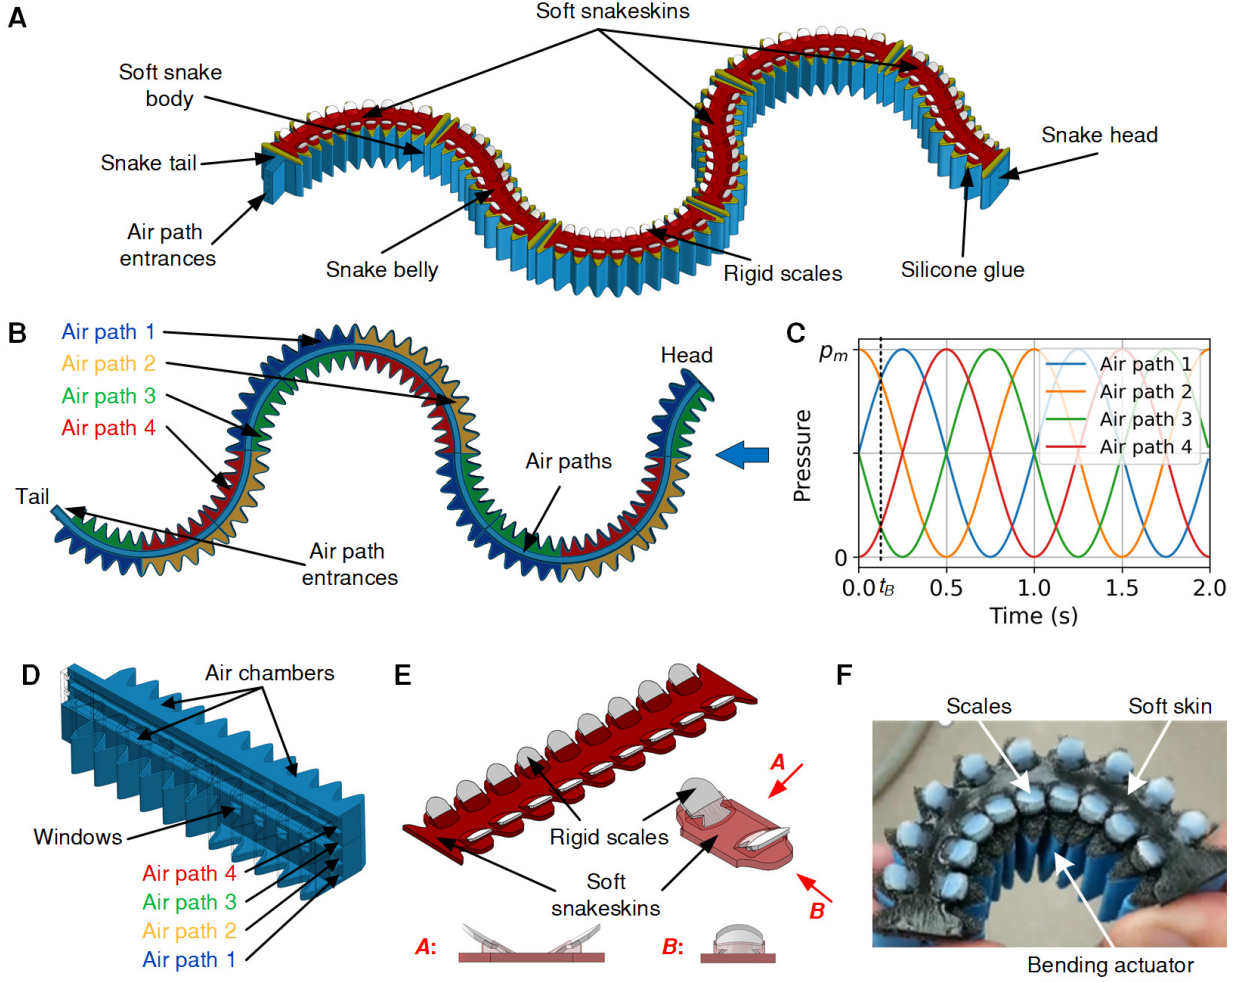 A
Soft snakeskins
Soft snake
body
Snake tail
Air path
entrances
Snake belly
Rigid scales
Silicone glue
Snake head
B
Air path 1
Air path 2
Air path 3
Air path 4
Tail
Air path
entrances
Air paths
Head
C
Pressure
pm
0
Air path 1
Air path 2
Air path 3
Air path 4
0.0 tB 0.5 1.0 1.5 2.0
Time (s)
D
Air chambers
Windows
Air path 4
Air path 3
Air path 2
Air path 1
E
Rigid scales
Soft
snakeskins
A
B
A:
B:
F
Scales
Soft skin
Bending actuator